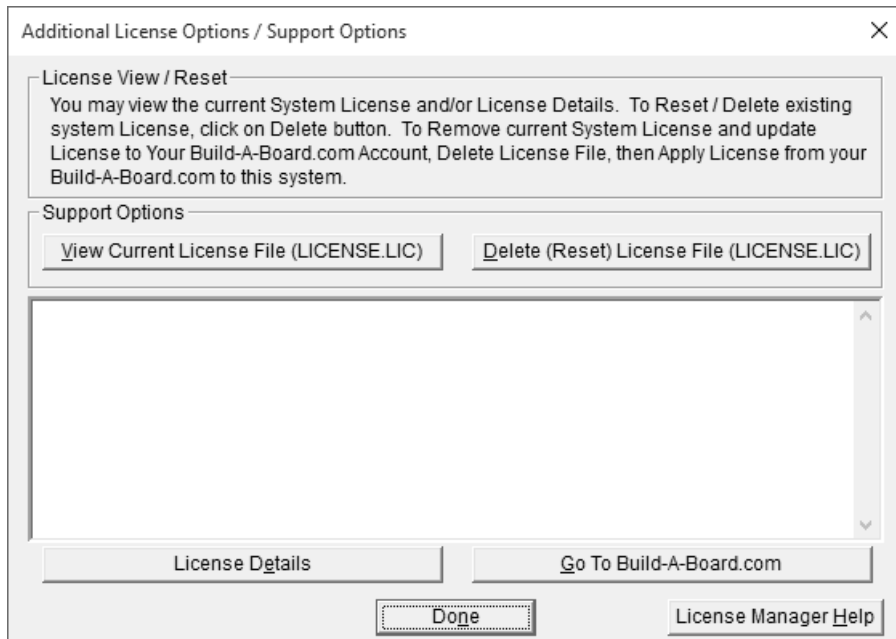 Additional License Options / Support Options
License View / Reset
You may view the current System License and/or License Details.  To Reset / Delete existing
system License, click on Delete button.  To Remove current System License and update
License to Your Build-A-Board.com Account, Delete License File, then Apply License from your
Build-A-Board.com to this system.
Support Options
View Current License File (LICENSE.LIC)
Delete (Reset) License File (LICENSE.LIC)
License Details
Go To Build-A-Board.com
Done
License Manager Help